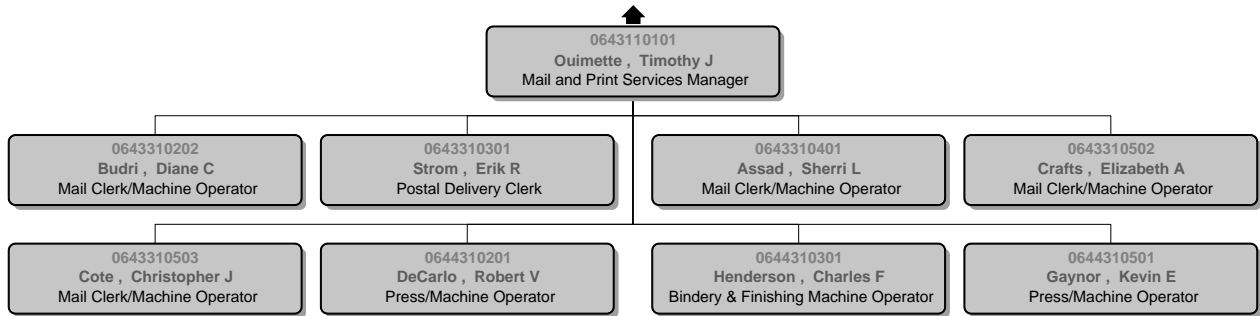 0643110101
Ouimette , Timothy J
Mail and Print Services Manager
0643310202
Budri , Diane C
Mail Clerk/Machine Operator
0643310301
Strom , Erik R
Postal Delivery Clerk
0643310401
Assad , Sherri L
Mail Clerk/Machine Operator
0643310502
Crafts , Elizabeth A
Mail Clerk/Machine Operator
0643310503
Cote , Christopher J
Mail Clerk/Machine Operator
0644310201
DeCarlo , Robert V
Press/Machine Operator
0644310301
Henderson , Charles F
Bindery & Finishing Machine Operator
0644310501
Gaynor , Kevin E
Press/Machine Operator